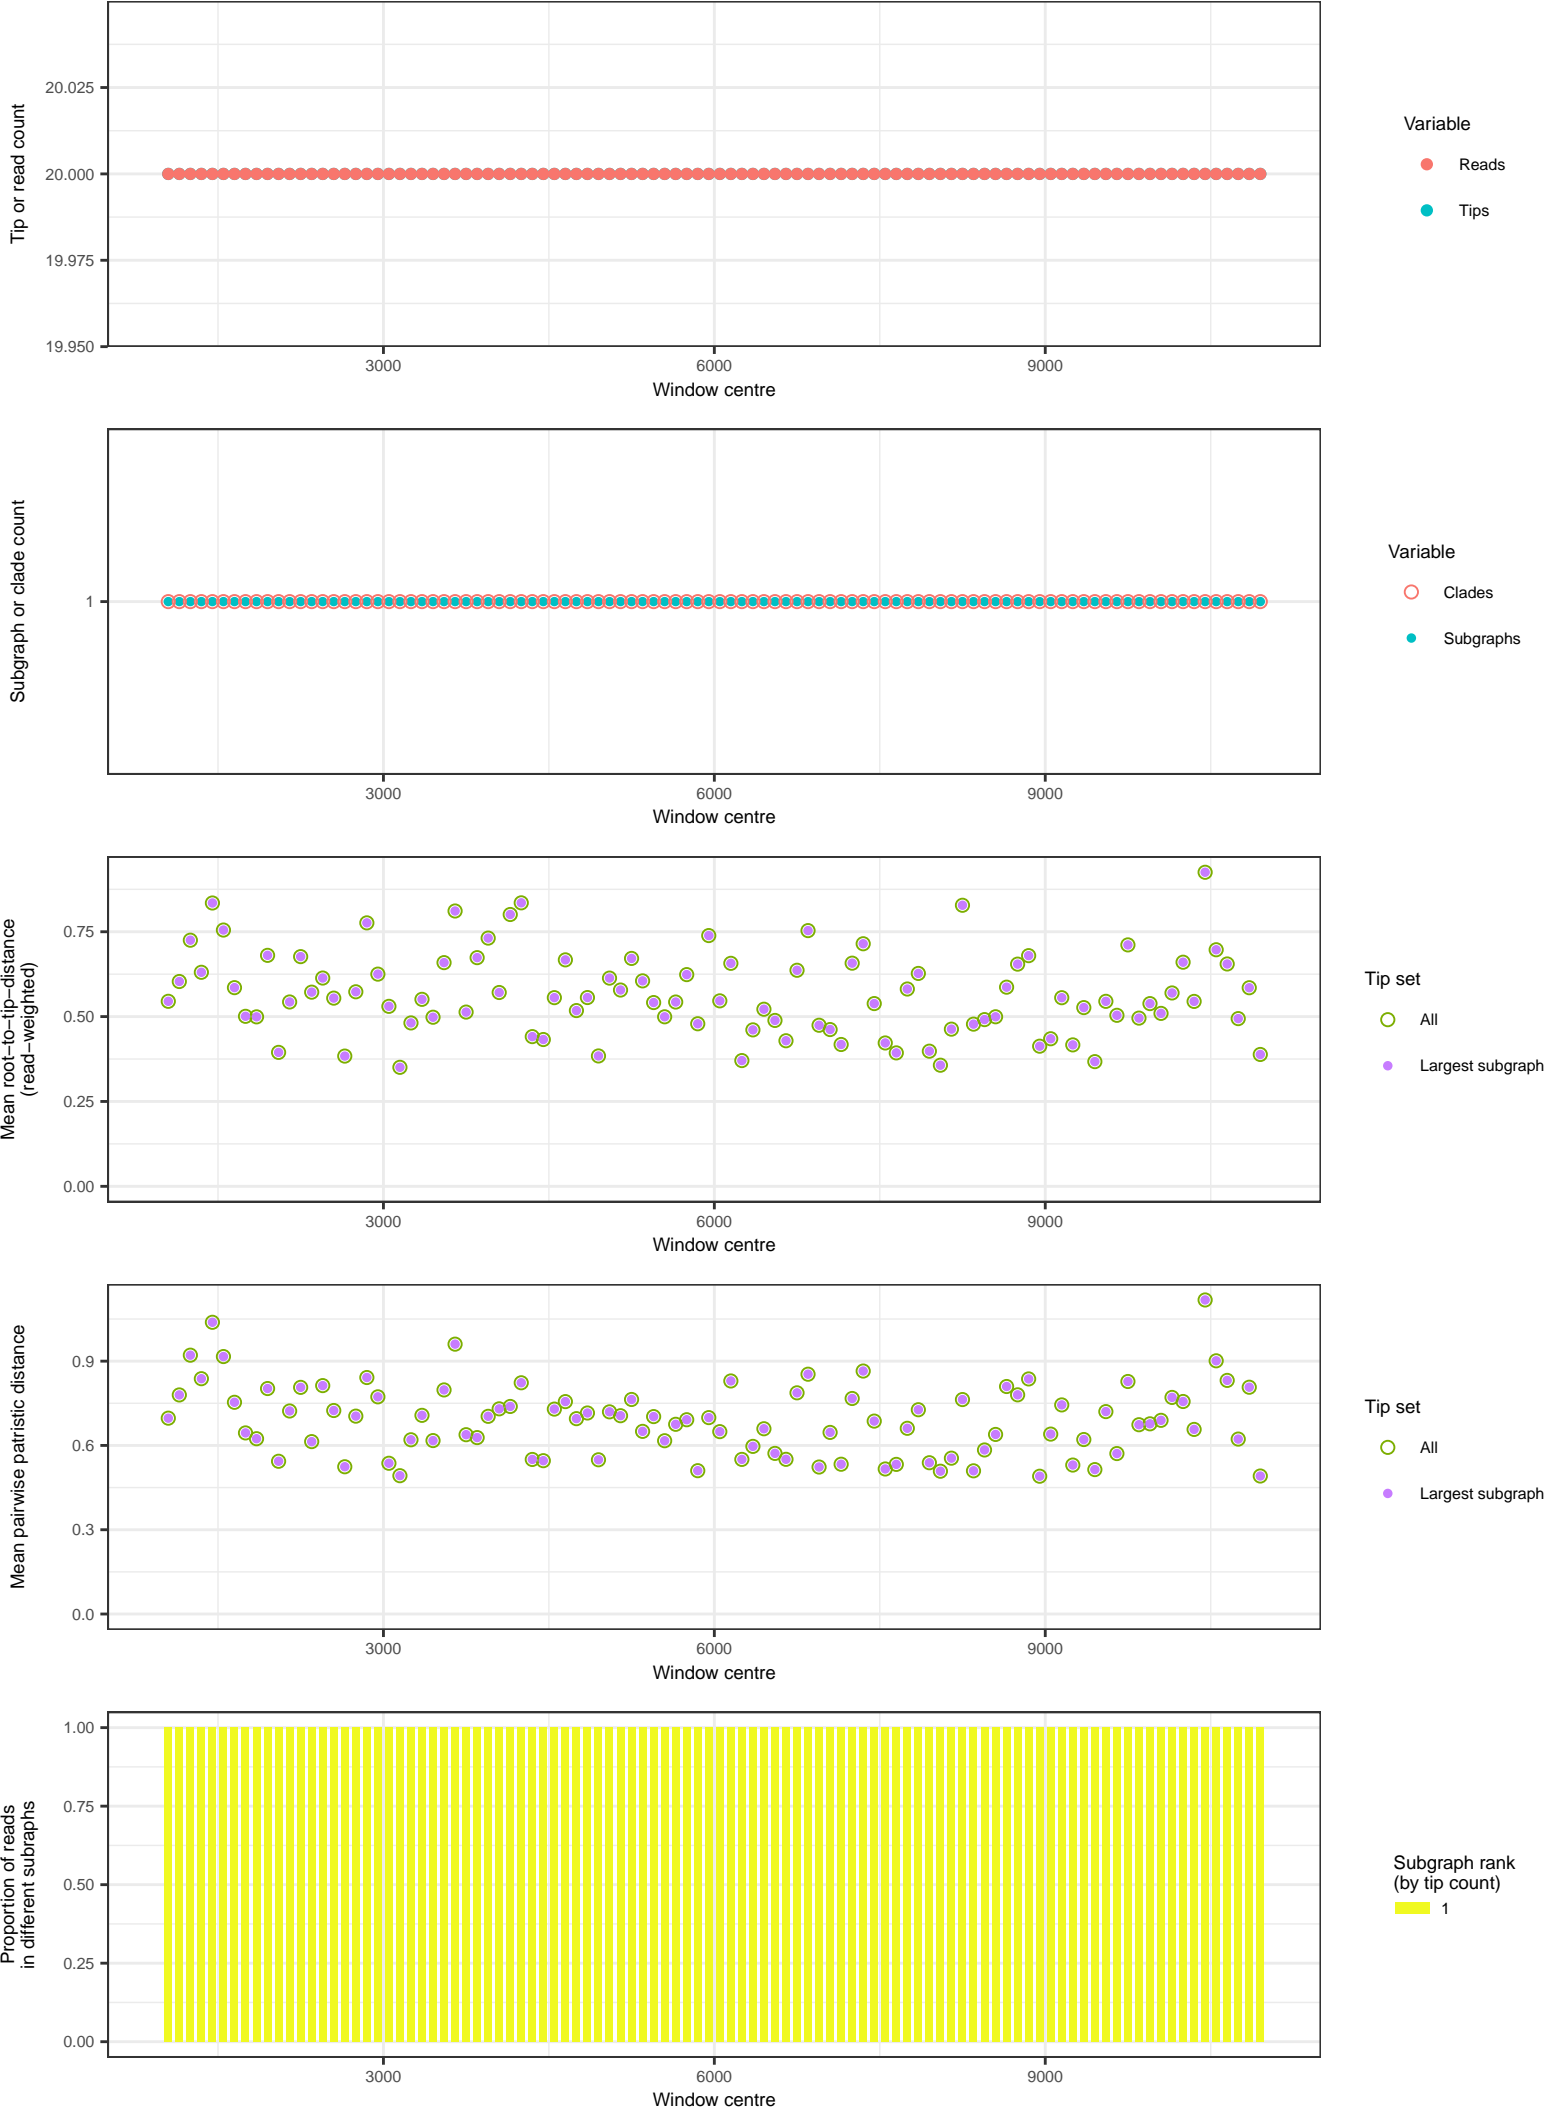 Tip or read count
20.025
20.000
19.975
19.950
3000
6000
9000
Window centre
Variable
Reads
Tips
Subgraph or clade count
1
3000
6000
9000
Window centre
Variable
Clades
Subgraphs
Mean root−to−tip−distance
(read−weighted)
0.75
0.50
0.25
0.00
3000
6000
9000
Window centre
Tip set
All
Largest subgraph
Mean pairwise patristic distance
0.9
0.6
0.3
0.0
3000
6000
9000
Window centre
Tip set
All
Largest subgraph
Proportion of reads
in different subraphs
1.00
0.75
0.50
0.25
0.00
3000
6000
9000
Window centre
Subgraph rank
(by tip count)
1